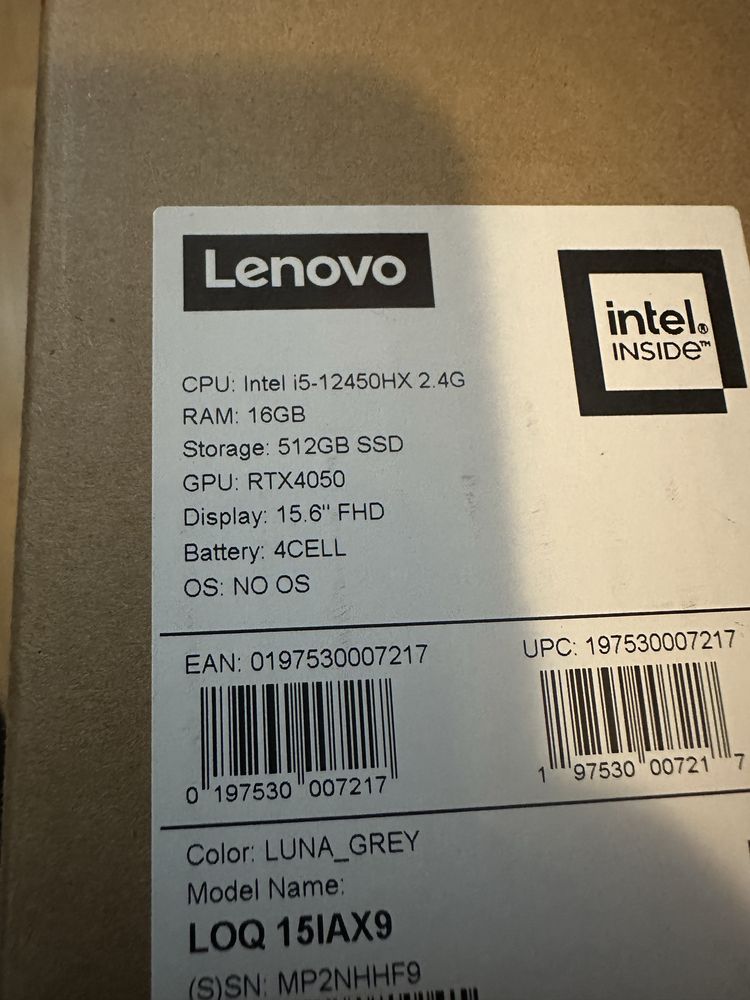 Lenovo
intel®
INSIDE™
CPU: Intel i5-12450HX 2.4G
RAM: 16GB
Storage: 512GB SSD
GPU: RTX4050
Display: 15.6" FHD
Battery: 4CELL
OS: NO OS
EAN: 0197530007217
0 197530 007217
UPC: 197530007217
1 97530 00721 7
Color: LUNA_GREY
Model Name:
LOQ 15IAX9
(S)SN: MP2NHHF9